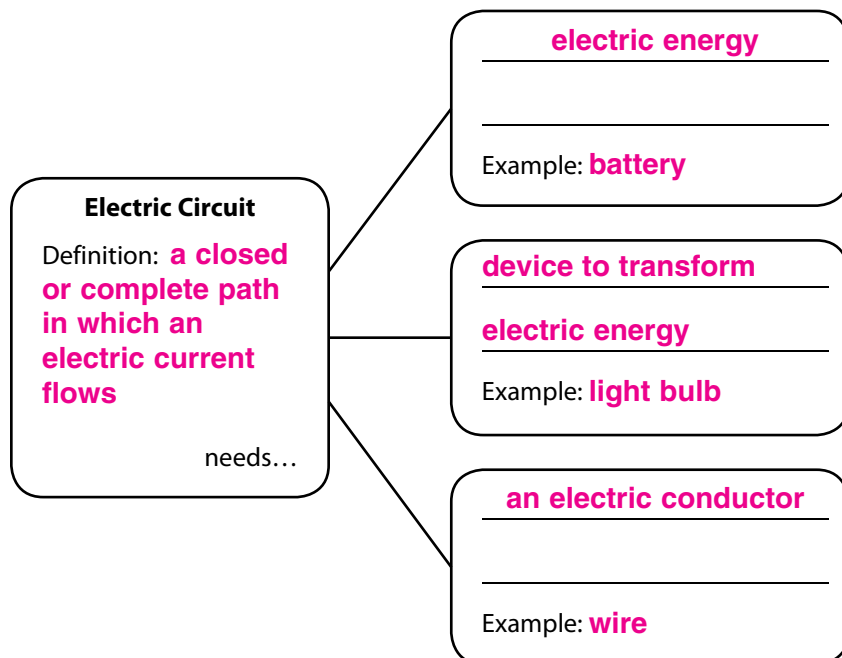 Electric Circuit
Definition: a closed
or complete path
in which an
electric current
flows
needs…
electric energy
Example: battery
device to transform
electric energy
Example: light bulb
an electric conductor
Example: wire